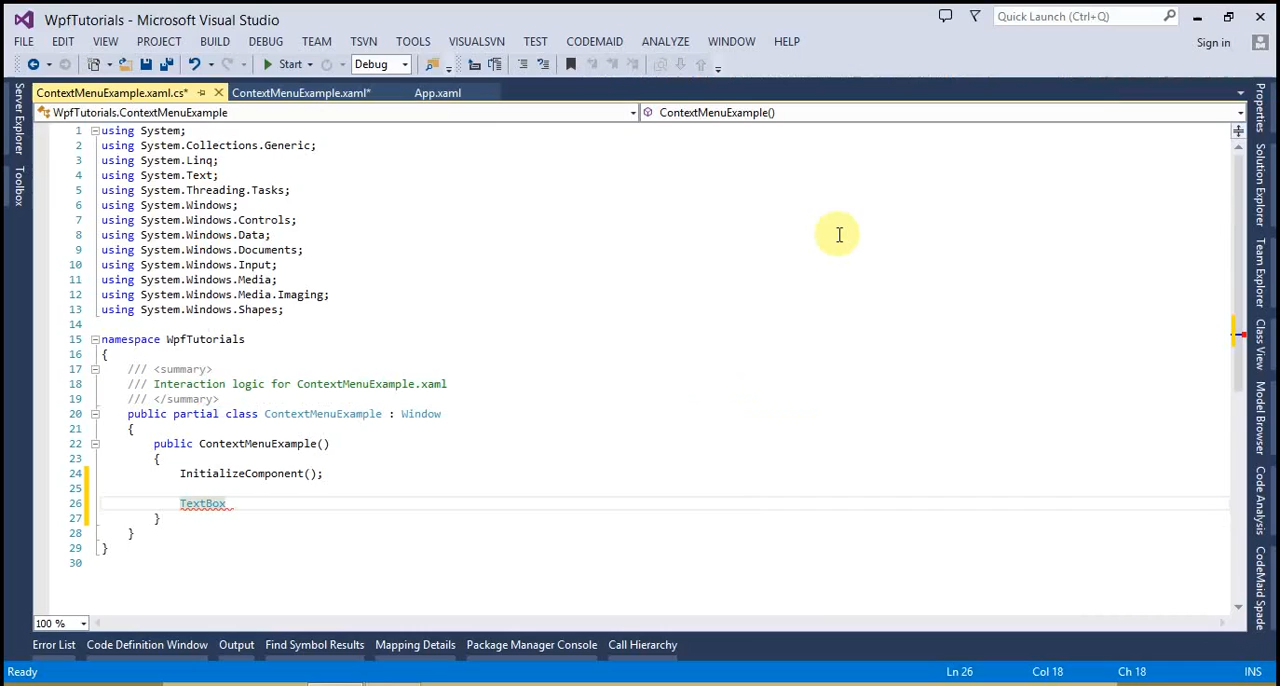 WpfTutorials - Microsoft Visual Studio
Quick Launch (Ctrl+Q)
FILE EDIT VIEW PROJECT BUILD DEBUG TEAM TSVN TOOLS VISUALSVN TEST CODEMAID ANALYZE WINDOW HELP
Sign in
Start Debug
ContextMenuExample.xaml.cs* ContextMenuExample.xaml* App.xaml
WpfTutorials.ContextMenuExample ContextMenuExample()
Server Explorer
Toolbox
1 using System;
2 using System.Collections.Generic;
3 using System.Linq;
4 using System.Text;
5 using System.Threading.Tasks;
6 using System.Windows;
7 using System.Windows.Controls;
8 using System.Windows.Data;
9 using System.Windows.Documents;
10 using System.Windows.Input;
11 using System.Windows.Media;
12 using System.Windows.Media.Imaging;
13 using System.Windows.Shapes;
14
15 namespace WpfTutorials
16 {
17 /// <summary>
18 /// Interaction logic for ContextMenuExample.xaml
19 /// </summary>
20 public partial class ContextMenuExample : Window
21 {
22 public ContextMenuExample()
23 {
24 InitializeComponent();
25
26 TextBox
27 }
28 }
29 }
30
Properties
Solution Explorer
Team Explorer
Class View
Model Browser
Code Analysis
CodeMaid Spade
100 %
Error List Code Definition Window Output Find Symbol Results Mapping Details Package Manager Console Call Hierarchy
Ready Ln 26 Col 18 Ch 18 INS